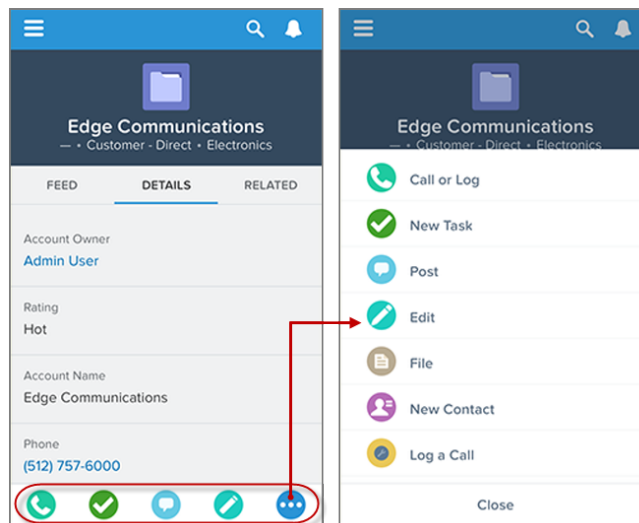 Edge Communications
— • Customer - Direct • Electronics
FEED DETAILS RELATED
Account Owner
Admin User
Rating
Hot
Account Name
Edge Communications
Phone
(512) 757-6000
Edge Communications
— • Customer - Direct • Electronics
Call or Log
New Task
Post
Edit
File
New Contact
Log a Call
Close